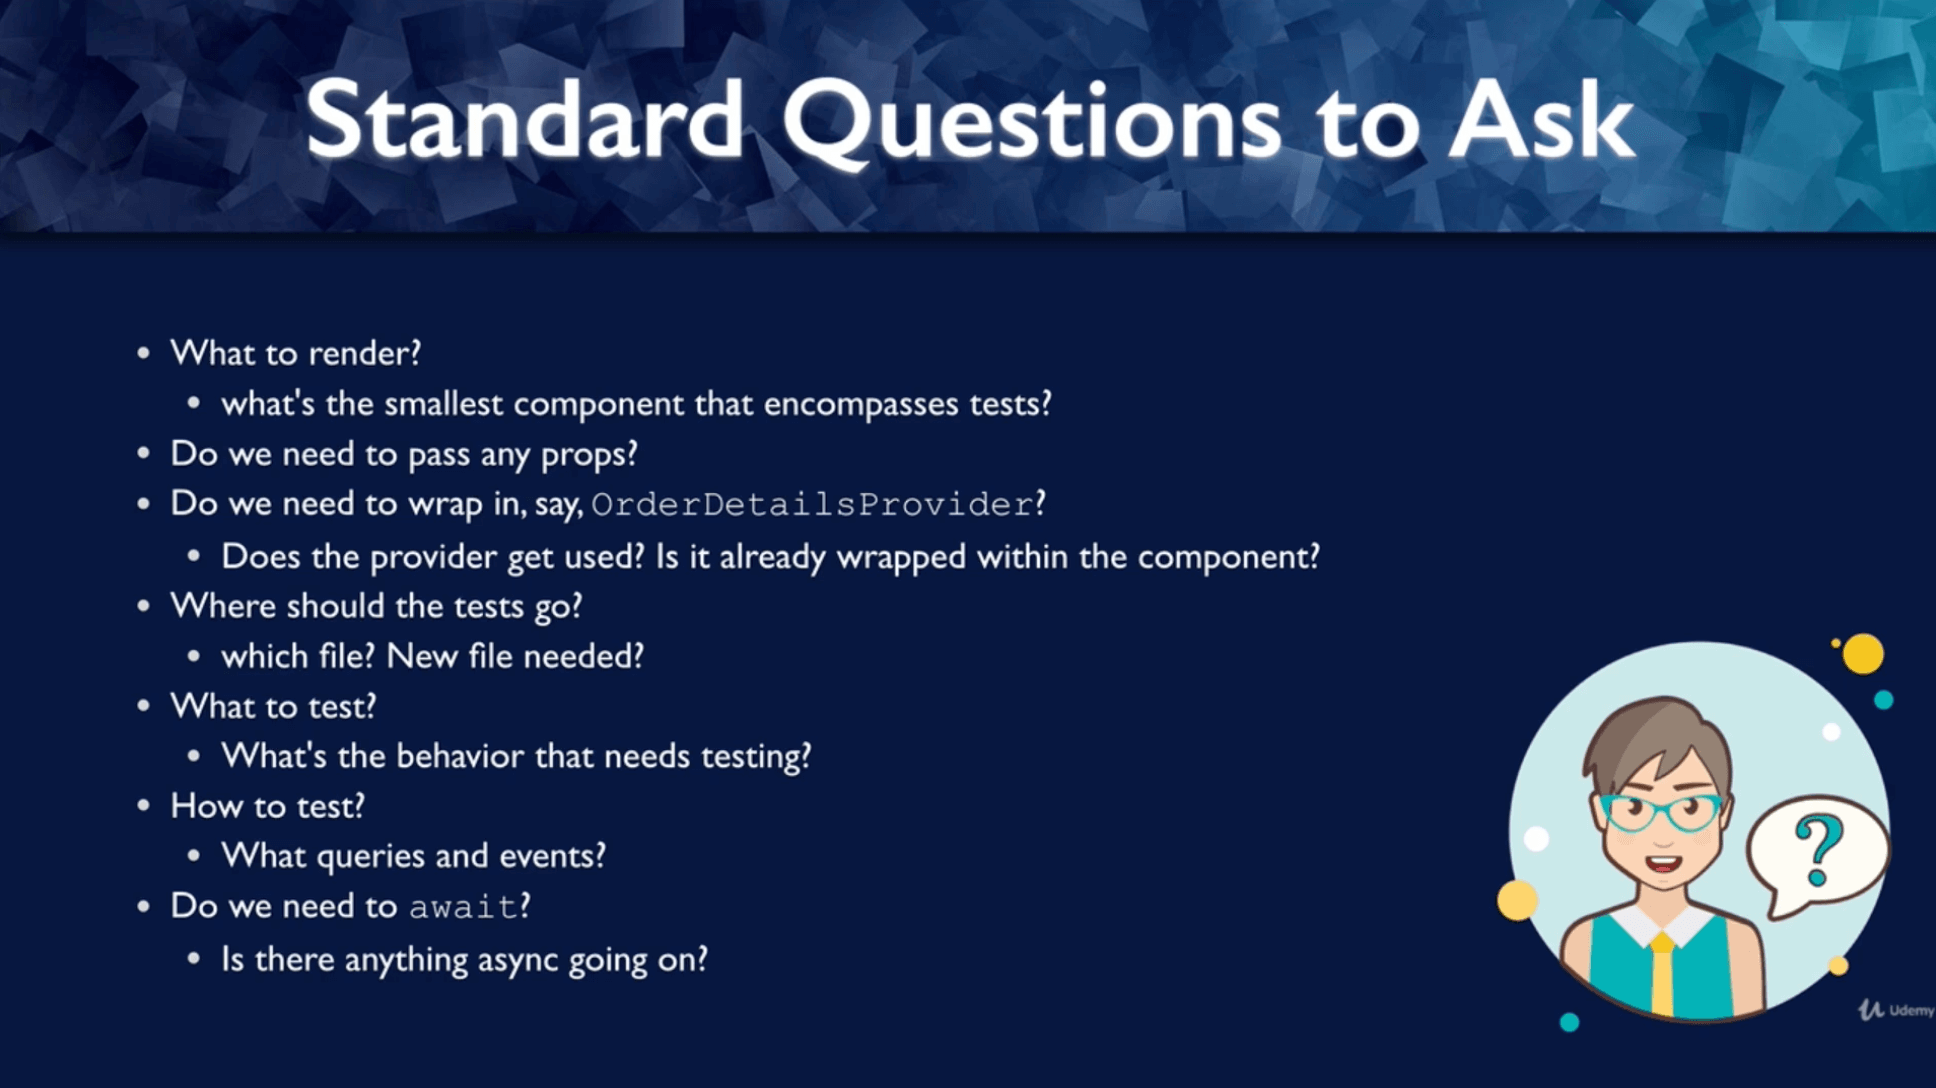 Standard Questions to Ask
• What to render?
• what's the smallest component that encompasses tests?
• Do we need to pass any props?
• Do we need to wrap in, say, OrderDetailsProvider?
• Does the provider get used? Is it already wrapped within the component?
• Where should the tests go?
• which file? New file needed?
• What to test?
• What's the behavior that needs testing?
• How to test?
• What queries and events?
• Do we need to await?
• Is there anything async going on?
?
Udemy